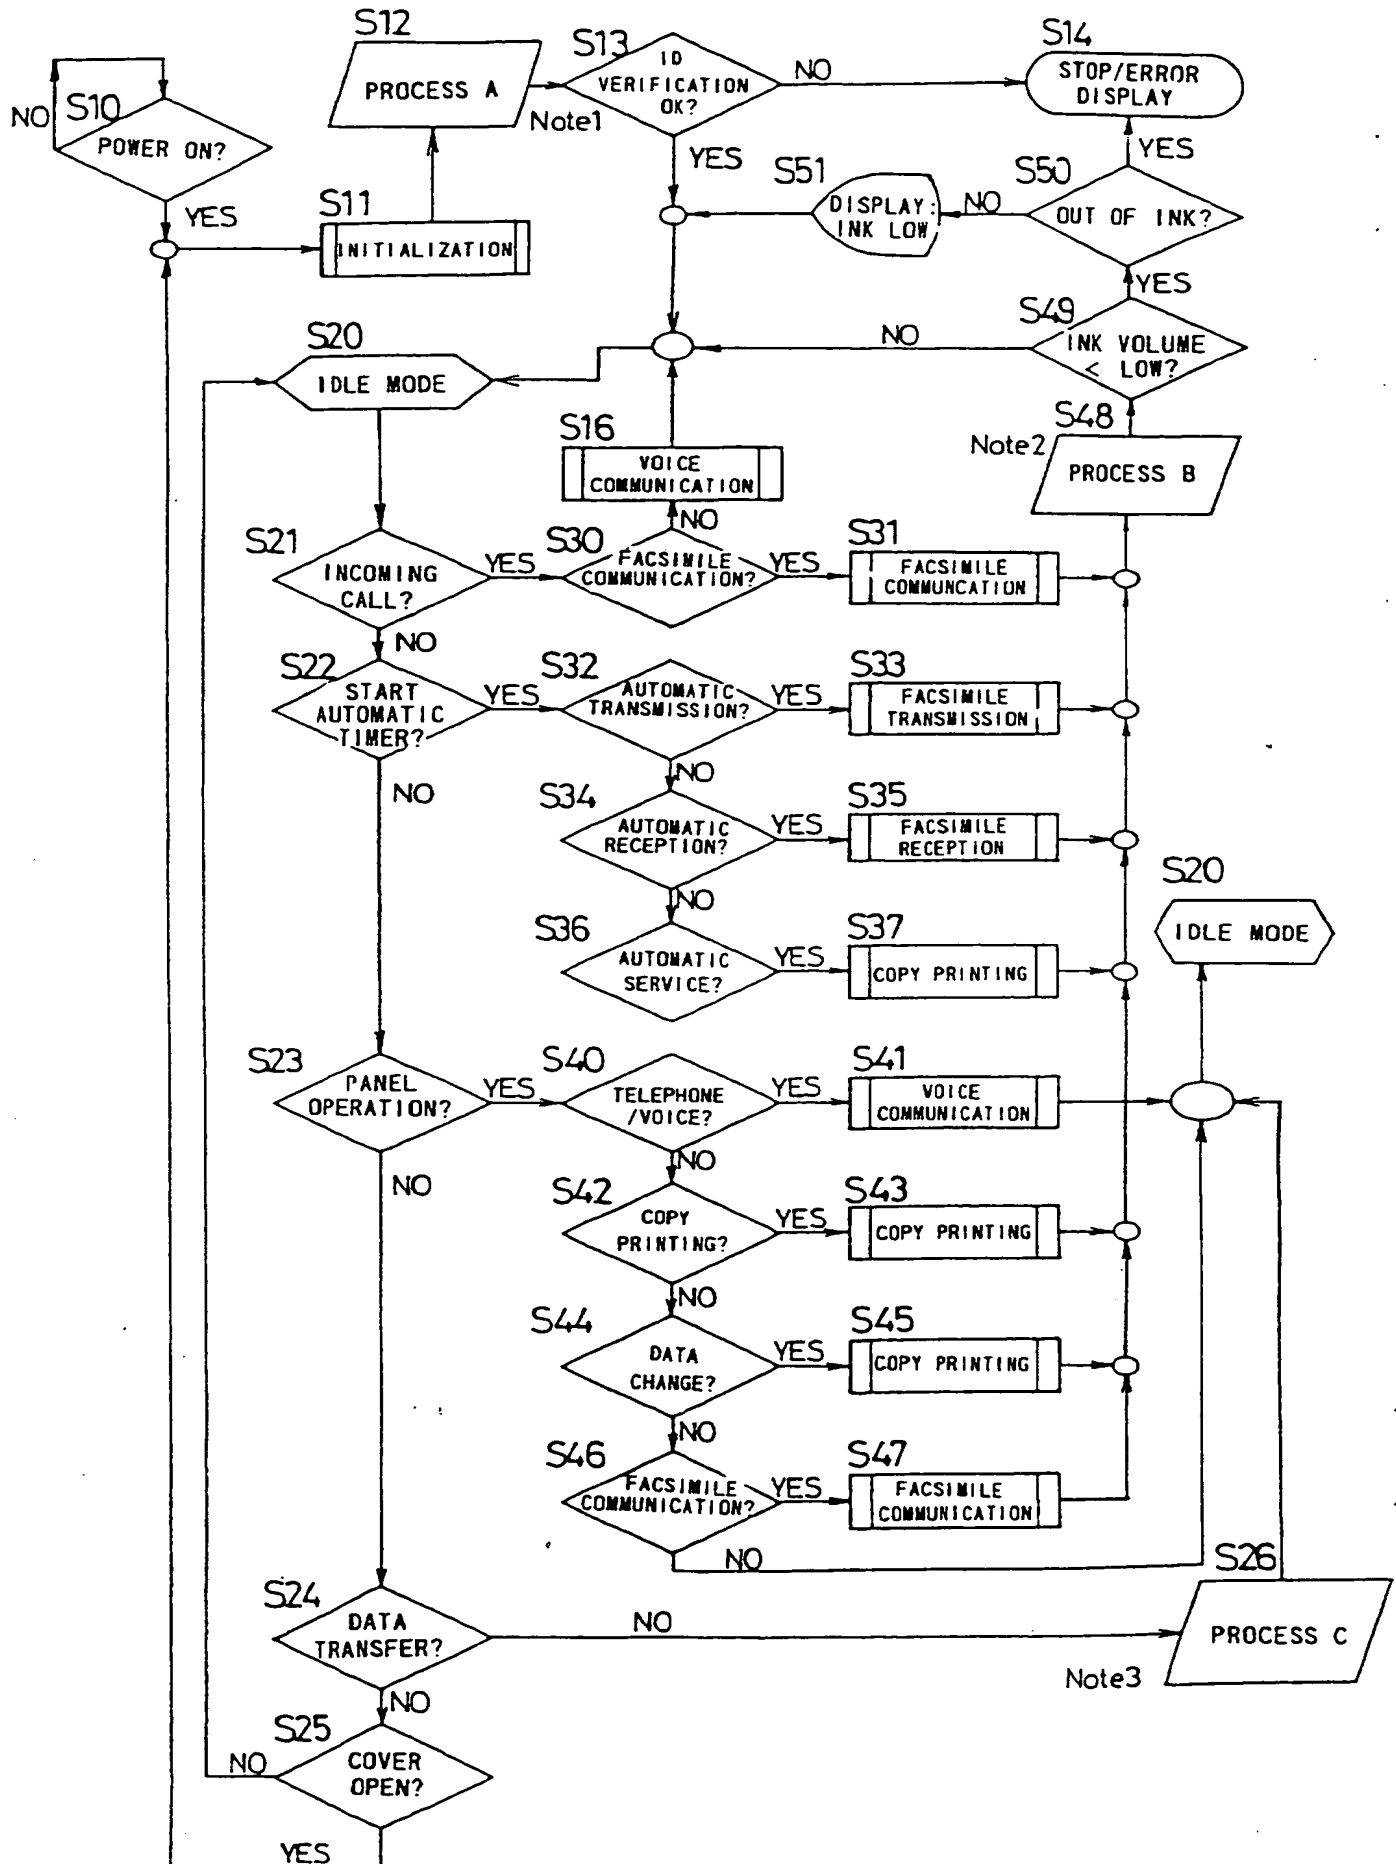 S12
PROCESS A
Note1
S13
ID
VERIFICATION
OK?
NO
YES
S14
STOP/ERROR
DISPLAY
NO
S10
POWER ON?
YES
S11
INITIALIZATION
S51
DISPLAY:
INK LOW
NO
S50
OUT OF INK?
YES
YES
S49
INK VOLUME
< LOW?
NO
S48
Note2
PROCESS B
S20
IDLE MODE
S16
VOICE
COMMUNICATION
NO
S21
INCOMING
CALL?
YES
S30
FACSIMILE
COMMUNICATION?
YES
S31
FACSIMILE
COMMUNCATION
NO
S22
START
AUTOMATIC
TIMER?
YES
S32
AUTOMATIC
TRANSMISSION?
YES
S33
FACSIMILE
TRANSMISSION
NO
NO
S34
AUTOMATIC
RECEPTION?
YES
S35
FACSIMILE
RECEPTION
NO
S36
AUTOMATIC
SERVICE?
YES
S37
COPY PRINTING
S20
IDLE MODE
S23
PANEL
OPERATION?
YES
S40
TELEPHONE
/VOICE?
YES
S41
VOICE
COMMUNICATION
NO
NO
S42
COPY
PRINTING?
YES
S43
COPY PRINTING
NO
S44
DATA
CHANGE?
YES
S45
COPY PRINTING
NO
S46
FACSIMILE
COMMUNICATION?
YES
S47
FACSIMILE
COMMUNICATION
NO
S24
DATA
TRANSFER?
NO
S26
PROCESS C
Note3
NO
S25
COVER
OPEN?
NO
YES